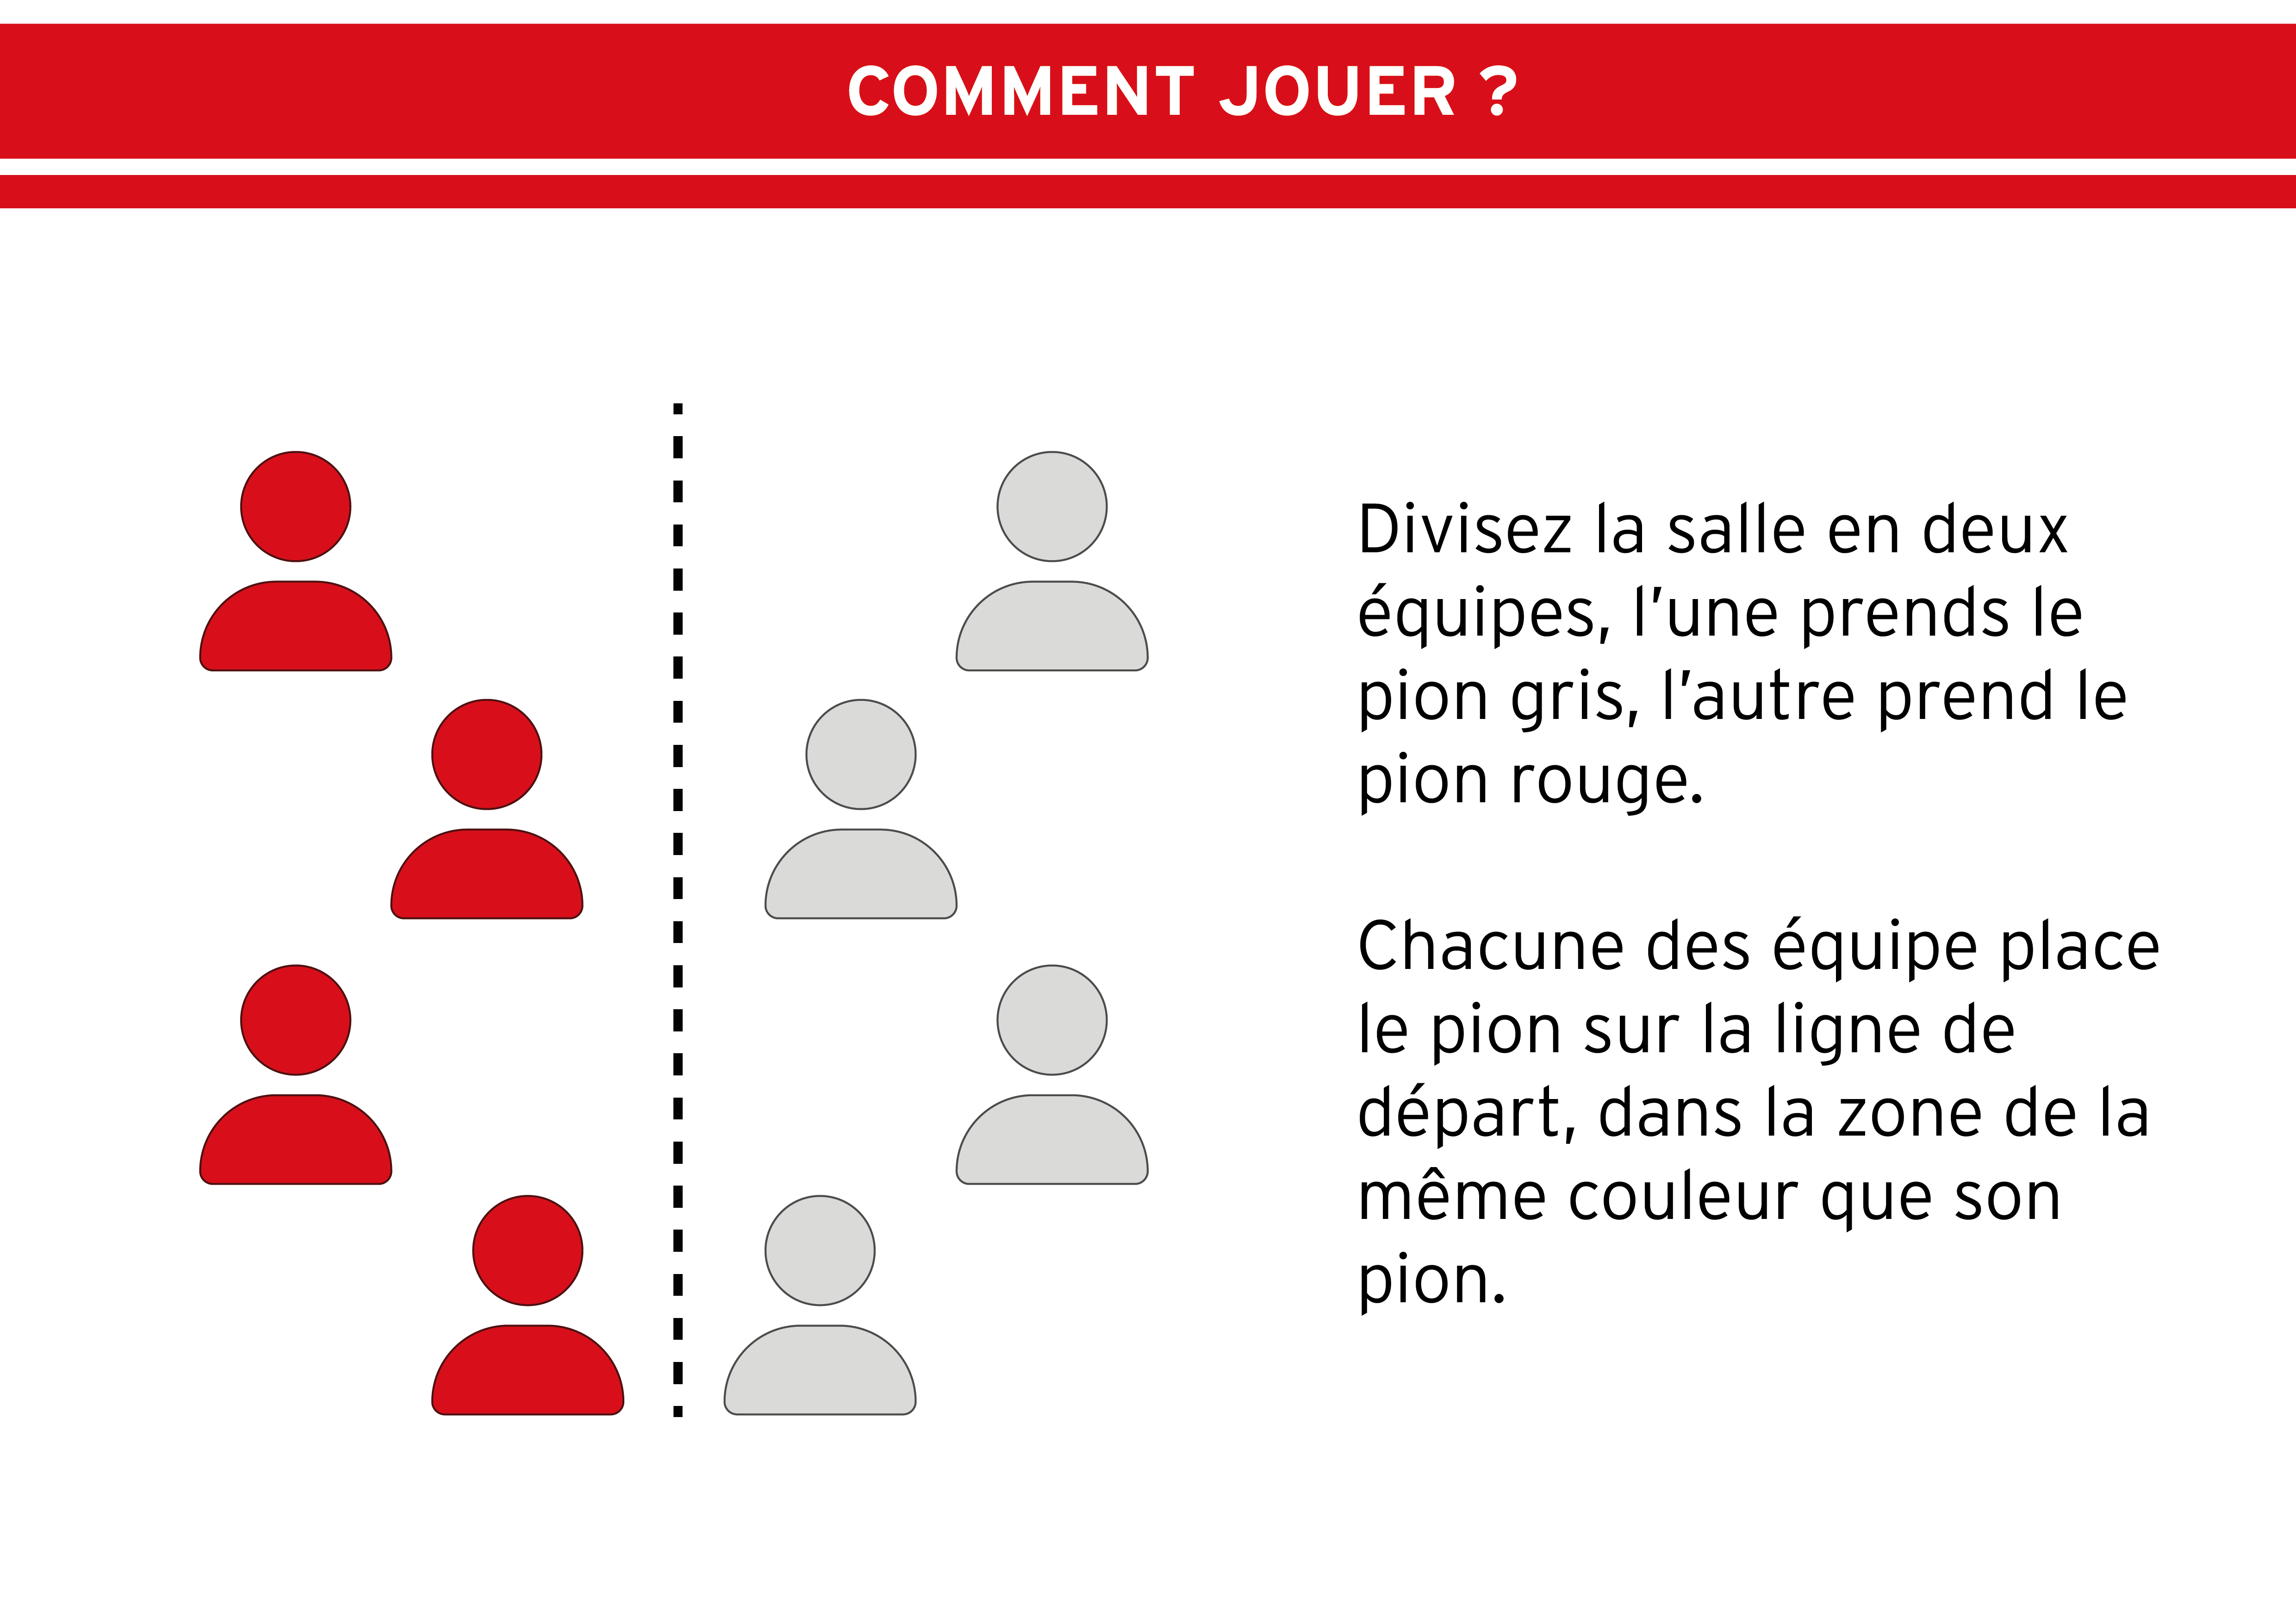 COMMENT JOUER ?
Divisez la salle en deux
équipes, l'une prends le
pion gris, l'autre prend le
pion rouge.
Chacune des équipe place
le pion sur la ligne de
départ, dans la zone de la
même couleur que son
pion.